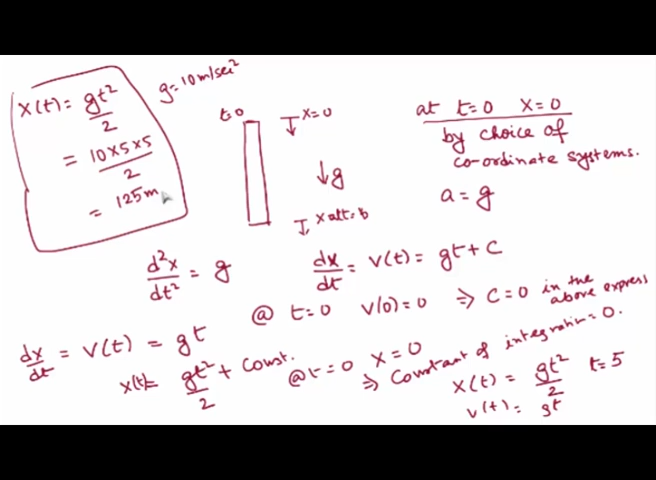 x(t) = gt²/2
g = 10 m/sec²
= 10 × 5 × 5 / 2
= 125 m
t=0
x=0
↓g
x at t=5
at t=0 x=0
by choice of
co-ordinate systems.
a = g
d²x/dt² = g
dx/dt = v(t) = gt + C
@ t=0 v(0) = 0 ⇒ C = 0 in the
above express
dx/dt = v(t) = gt
x(t) = gt²/2 + Const.
@ t=0 x=0
⇒ Constant of integration = 0.
x(t) = gt²/2 t=5
v(t) = gt